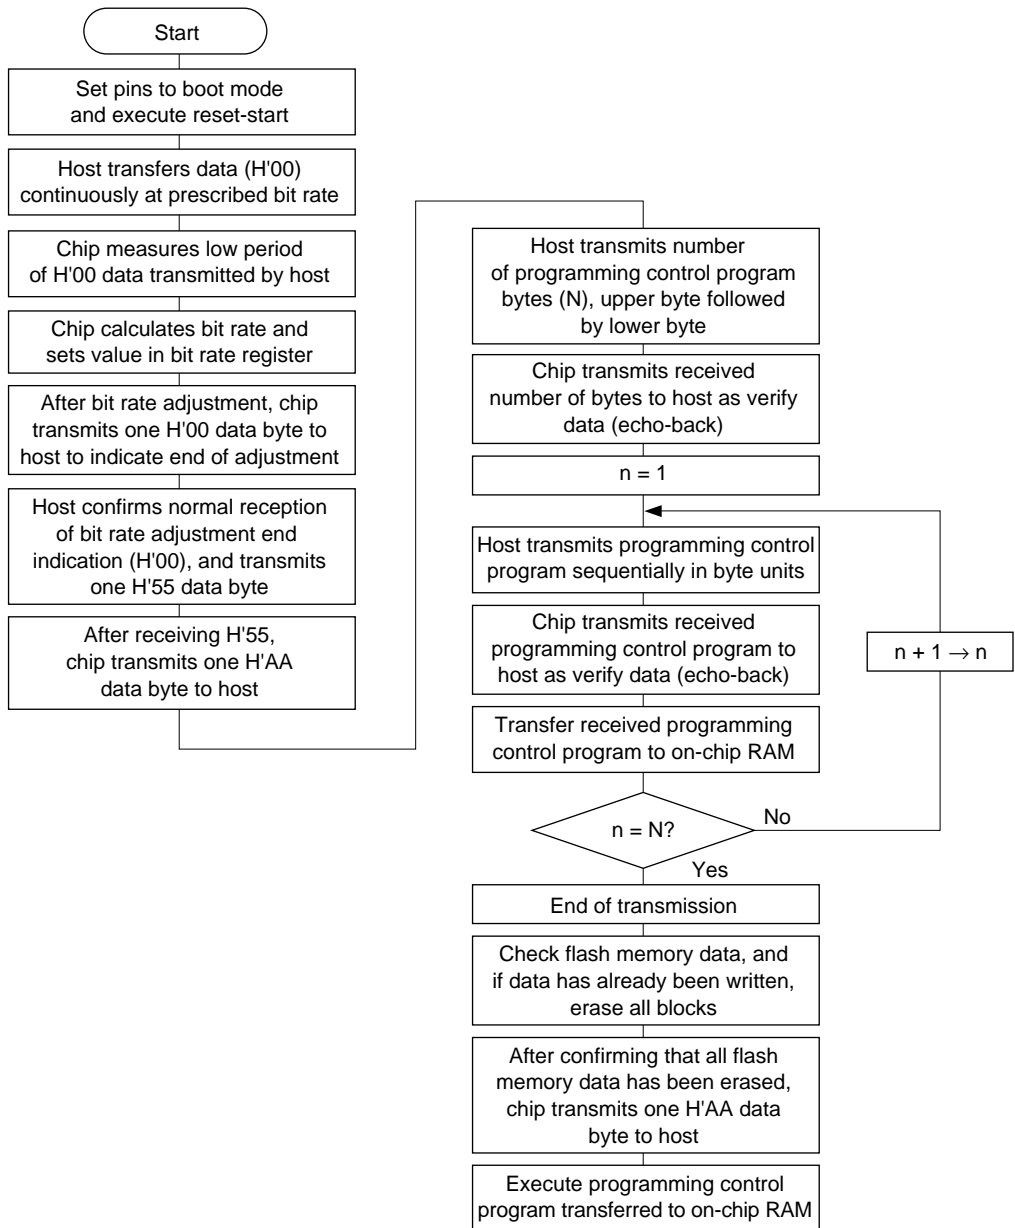 Start
Set pins to boot mode
and execute reset-start
Host transfers data (H'00)
continuously at prescribed bit rate
Chip measures low period
of H'00 data transmitted by host
Chip calculates bit rate and
sets value in bit rate register
After bit rate adjustment, chip
transmits one H'00 data byte to
host to indicate end of adjustment
Host confirms normal reception
of bit rate adjustment end
indication (H'00), and transmits
one H'55 data byte
After receiving H'55,
chip transmits one H'AA
data byte to host
Host transmits number
of programming control program
bytes (N), upper byte followed
by lower byte
Chip transmits received
number of bytes to host as verify
data (echo-back)
n = 1
Host transmits programming control
program sequentially in byte units
Chip transmits received
programming control program to
host as verify data (echo-back)
n + 1 → n
Transfer received programming
control program to on-chip RAM
n = N?
No
Yes
End of transmission
Check flash memory data, and
if data has already been written,
erase all blocks
After confirming that all flash
memory data has been erased,
chip transmits one H'AA data
byte to host
Execute programming control
program transferred to on-chip RAM